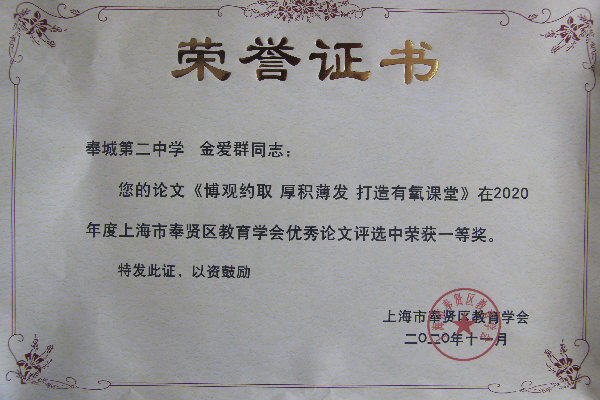 荣誉证书
奉城第二中学 金爱群同志：
您的论文《博观约取 厚积薄发 打造有氧课堂》在2020
年度上海市奉贤区教育学会优秀论文评选中荣获一等奖。
特发此证，以资鼓励
上海市奉贤区教育学会
二〇二〇年十一月